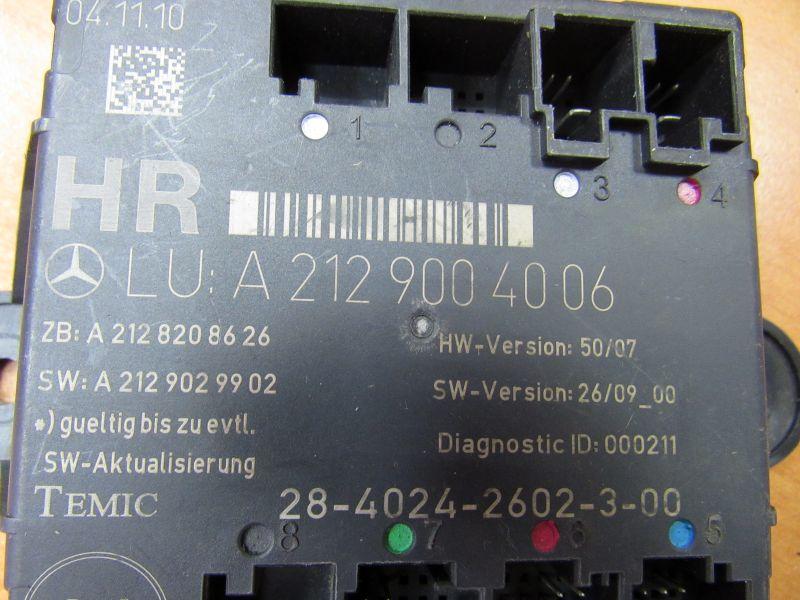 04.11.10
1
2
3
4
HR
LU: A 212 900 40 06
ZB: A 212 820 86 26
HW-Version: 50/07
SW: A 212 902 99 02
SW-Version: 26/09_00
*) gueltig bis zu evtl.
SW-Aktualisierung
Diagnostic ID: 000211
TEMIC
28-4024-2602-3-00
8
7
6
5